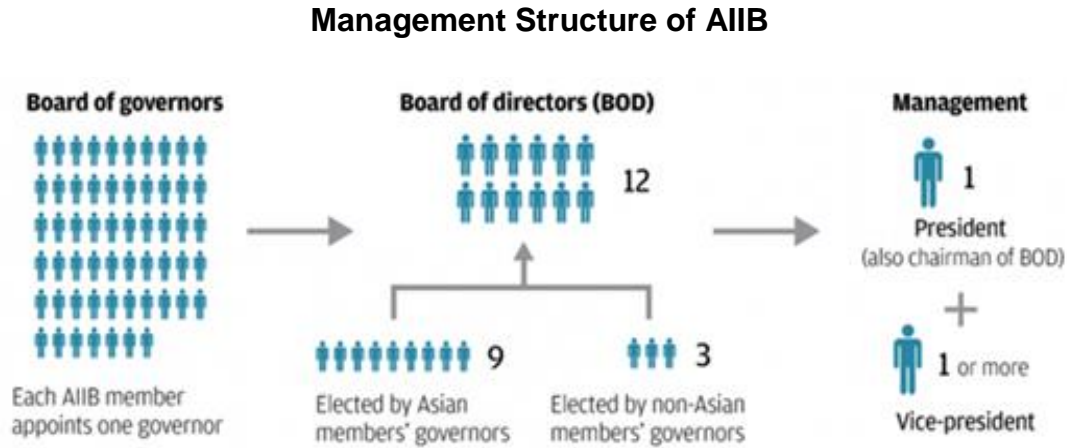 Management Structure of AIIB
Board of governors
Each AIIB member
appoints one governor
Board of directors (BOD)
12
9
Elected by Asian
members' governors
3
Elected by non-Asian
members' governors
Management
1
President
(also chairman of BOD)
+
1 or more
Vice-president